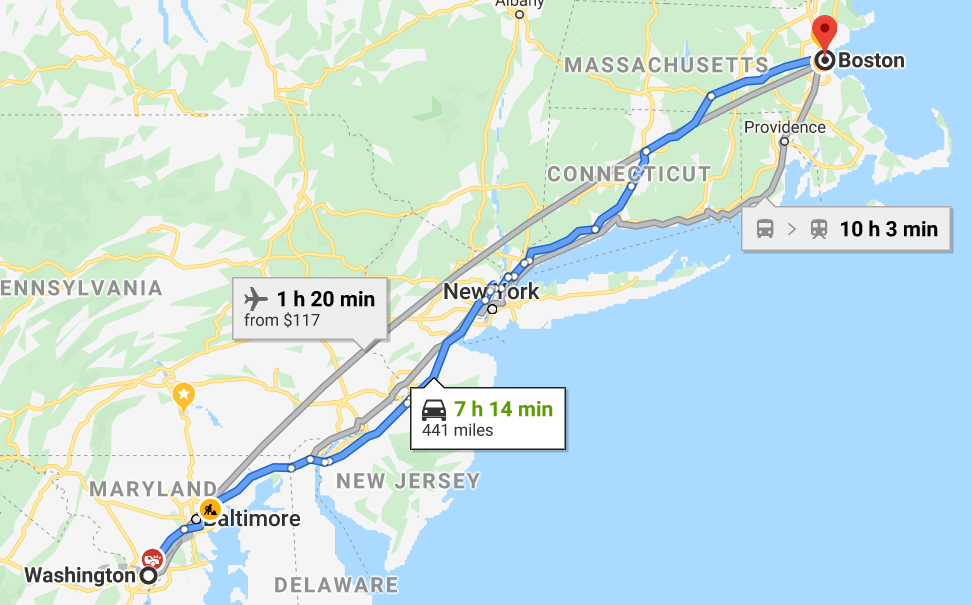 Albany
MASSACHUSETTS
Boston
Providence
CONNECTICUT
10 h 3 min
ENNSYLVANIA
New York
1 h 20 min
from $117
7 h 14 min
441 miles
MARYLAND
NEW JERSEY
Baltimore
Washington
DELAWARE